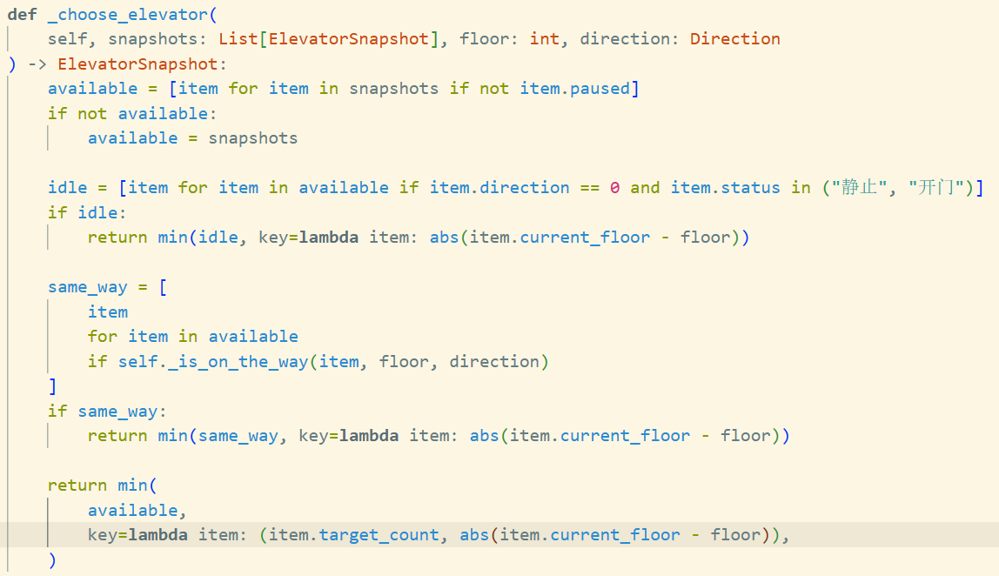 def _choose_elevator(
    self, snapshots: List[ElevatorSnapshot], floor: int, direction: Direction
) -> ElevatorSnapshot:
    available = [item for item in snapshots if not item.paused]
    if not available:
        available = snapshots

    idle = [item for item in available if item.direction == 0 and item.status in ("静止", "开门")]
    if idle:
        return min(idle, key=lambda item: abs(item.current_floor - floor))

    same_way = [
        item
        for item in available
        if self._is_on_the_way(item, floor, direction)
    ]
    if same_way:
        return min(same_way, key=lambda item: abs(item.current_floor - floor))

    return min(
        available,
        key=lambda item: (item.target_count, abs(item.current_floor - floor)),
    )